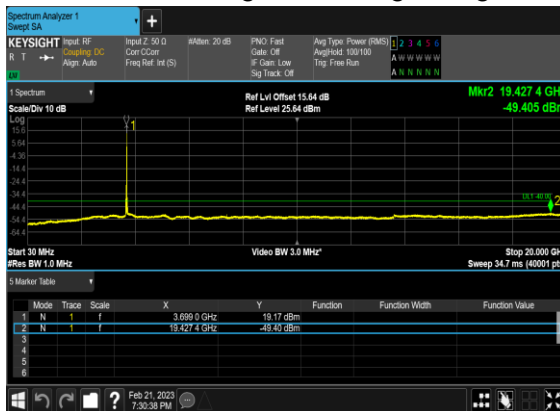 Spectrum Analyzer 1
Swept SA
+
KEYSIGHT Input: RF Input Z: 50 Ω #Atten: 20 dB PNO: Fast Avg Type: Power (RMS) 1 2 3 4 5 6
R T Coupling: DC Corr CCorr Gate: Off Avg|Hold: 100/100 A W W W W W
Align: Auto Freq Ref: Int (S) IF Gain: Low Trig: Free Run
Sig Track: Off A N N N N N
1 Spectrum Ref Lvl Offset 15.64 dB Mkr2 19.427 4 GH
Scale/Div 10 dB Ref Level 25.64 dBm -49.405 dBm
Log
15.6
5.64
-4.36
-14.4
-24.4
-34.4
-44.4
-54.4
-64.4
1
2
Start 30 MHz Video BW 3.0 MHz* Stop 20.000 GH
#Res BW 1.0 MHz Sweep 34.7 ms (40001 pt
5 Marker Table
Mode Trace Scale X Y Function Function Width Function Value
1 N 1 f 3.699 0 GHz 19.17 dBm
2 N 1 f 19.427 4 GHz -49.40 dBm
3
4
5
6
? Feb 21, 2023
7:30:38 PM